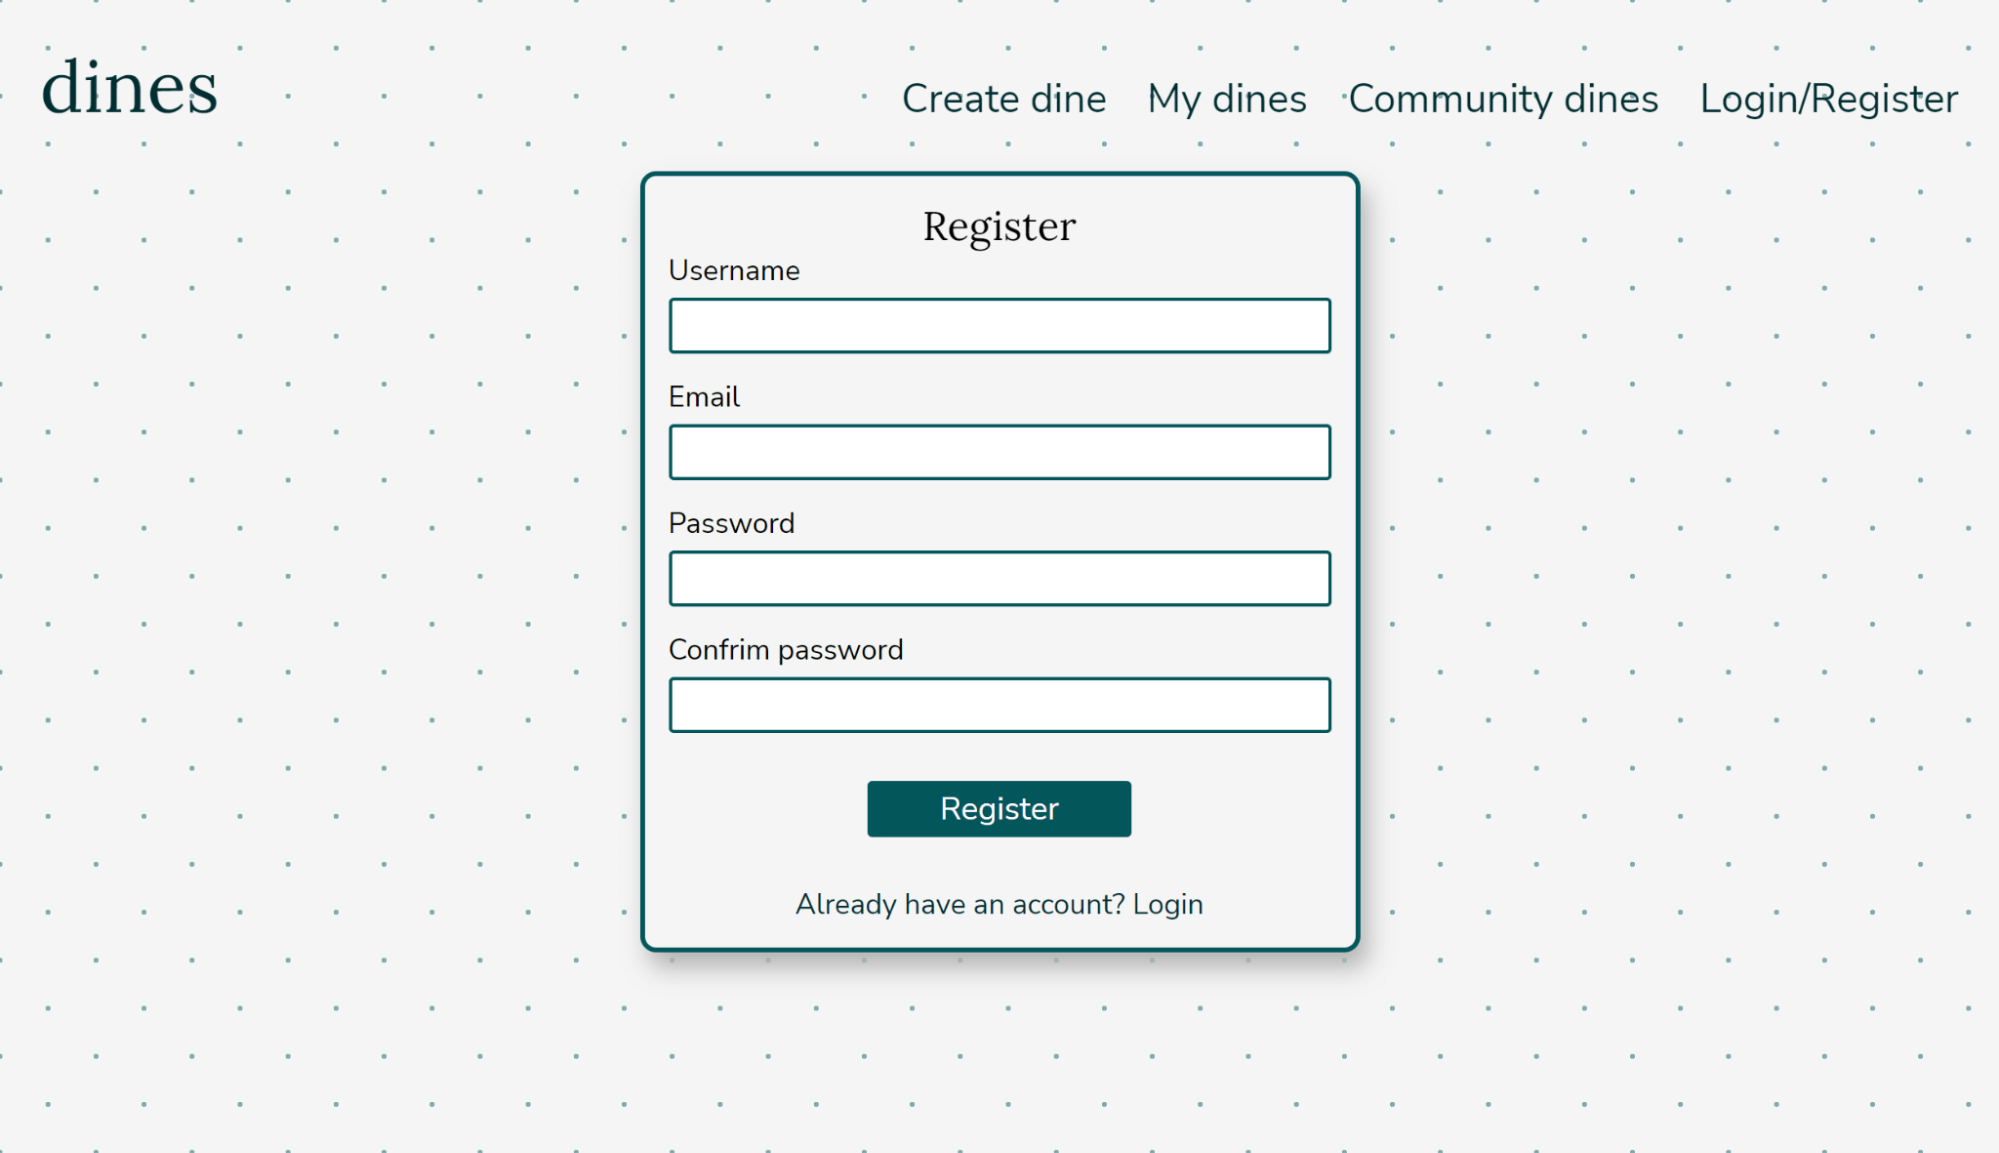 dines
Create dine My dines Community dines Login/Register
Register
Username
Email
Password
Confrim password
Register
Already have an account? Login